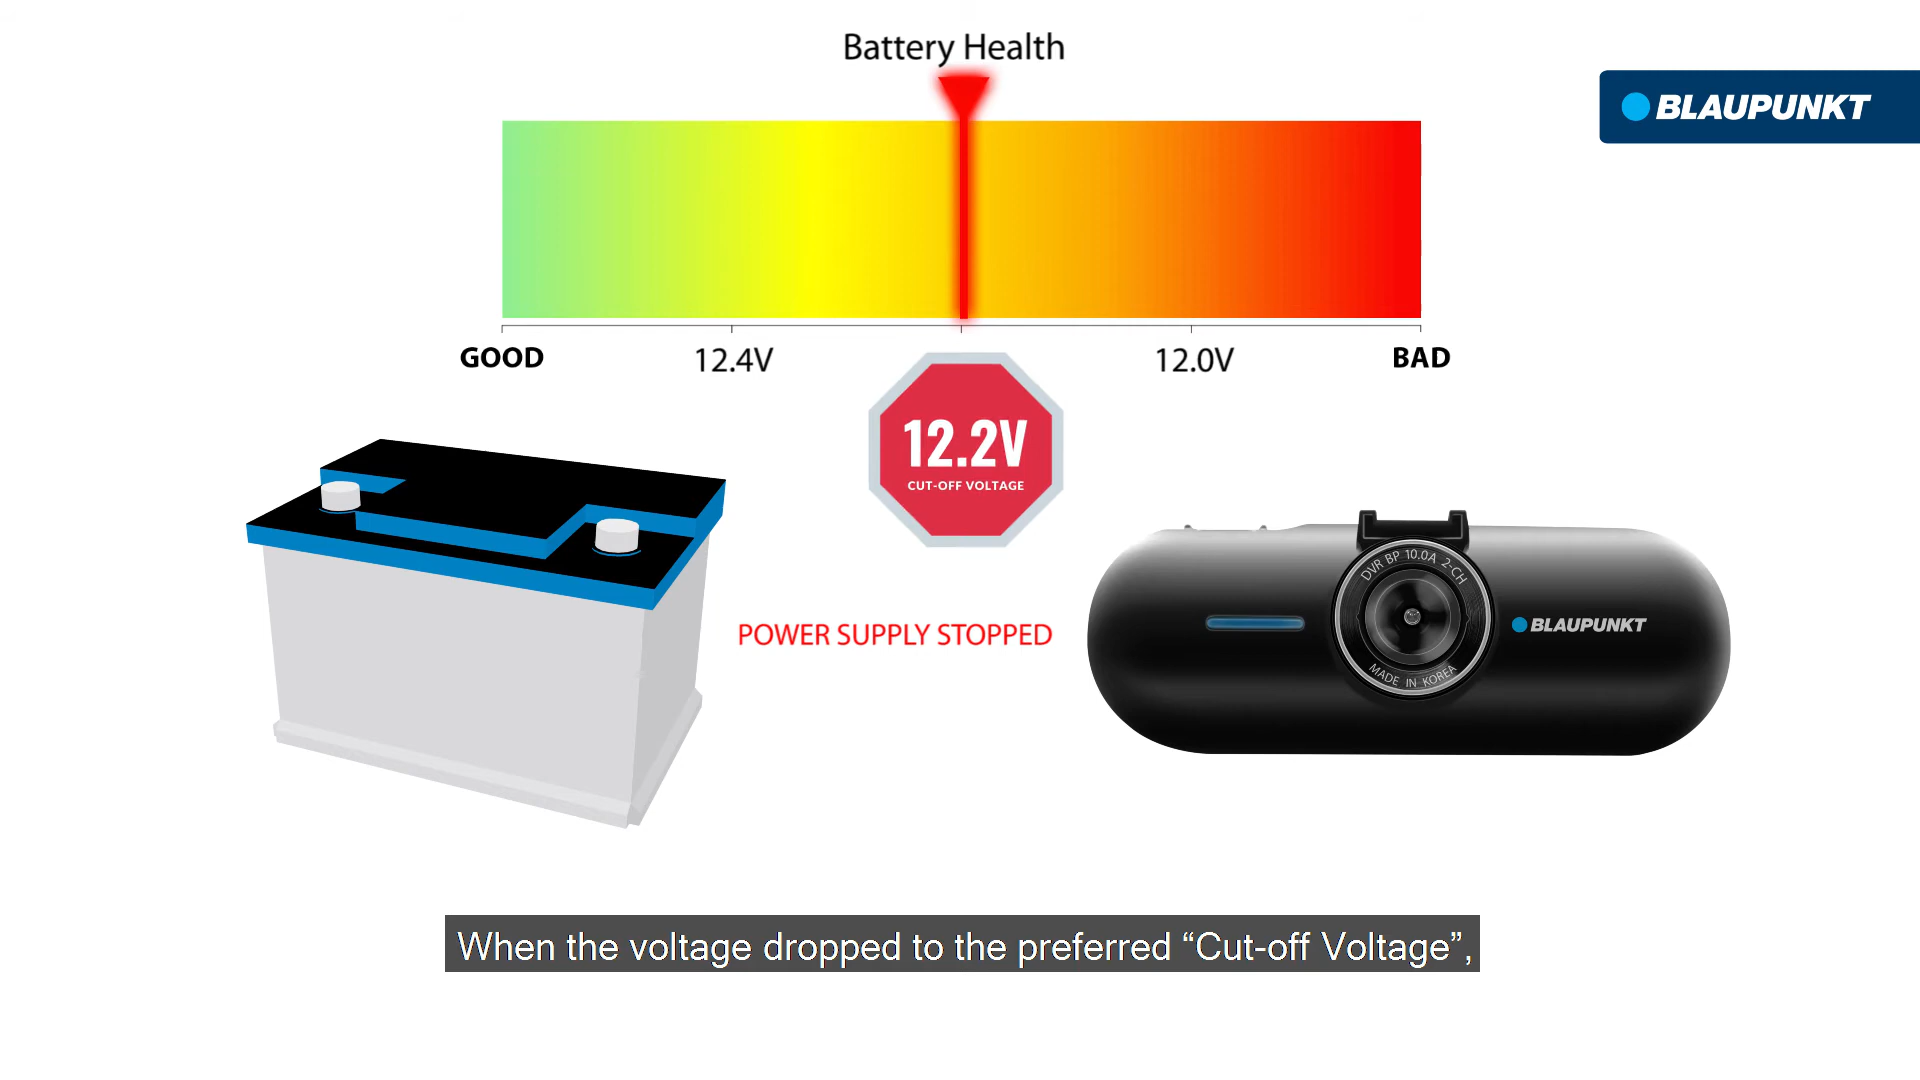 Battery Health
BLAUPUNKT
GOOD
12.4V
12.0V
BAD
12.2V
CUT-OFF VOLTAGE
POWER SUPPLY STOPPED
DVR BP 10.0A 2-CH
BLAUPUNKT
MADE IN KOREA
When the voltage dropped to the preferred “Cut-off Voltage”,